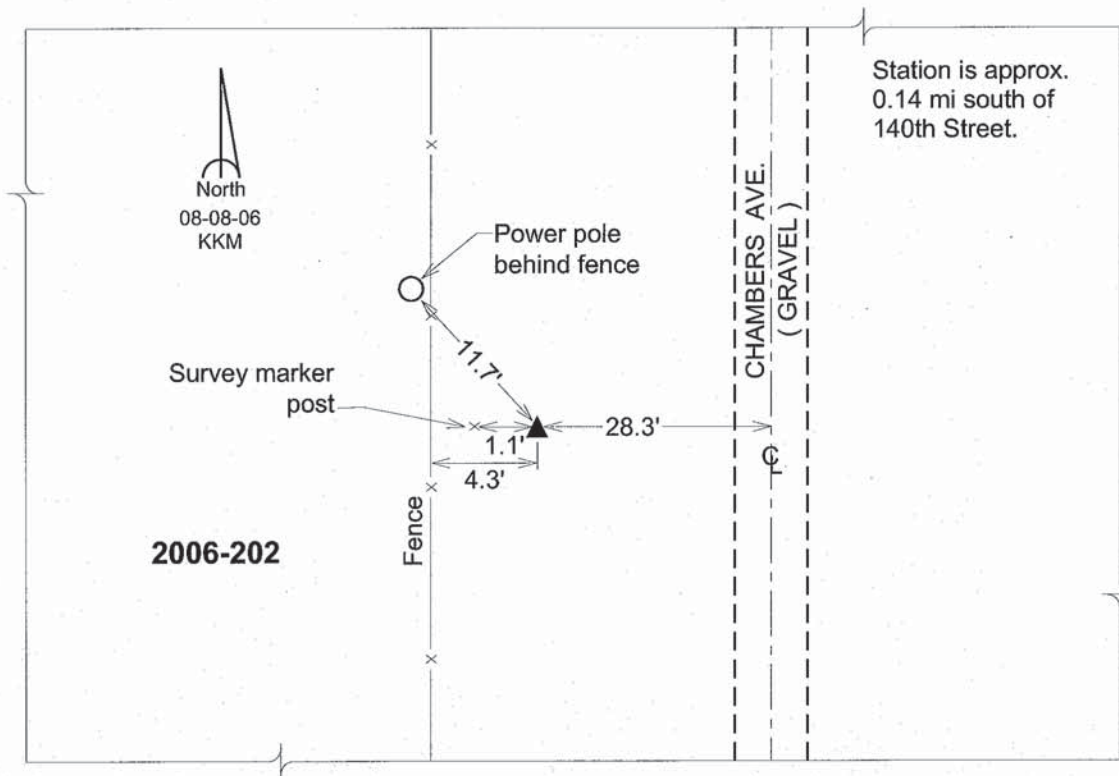 Station is approx.
0.14 mi south of
140th Street.
North
08-08-06
KKM
Power pole
behind fence
CHAMBERS AVE.
( GRAVEL )
11.7'
Survey marker
post
28.3'
1.1'
4.3'
℄
Fence
2006-202